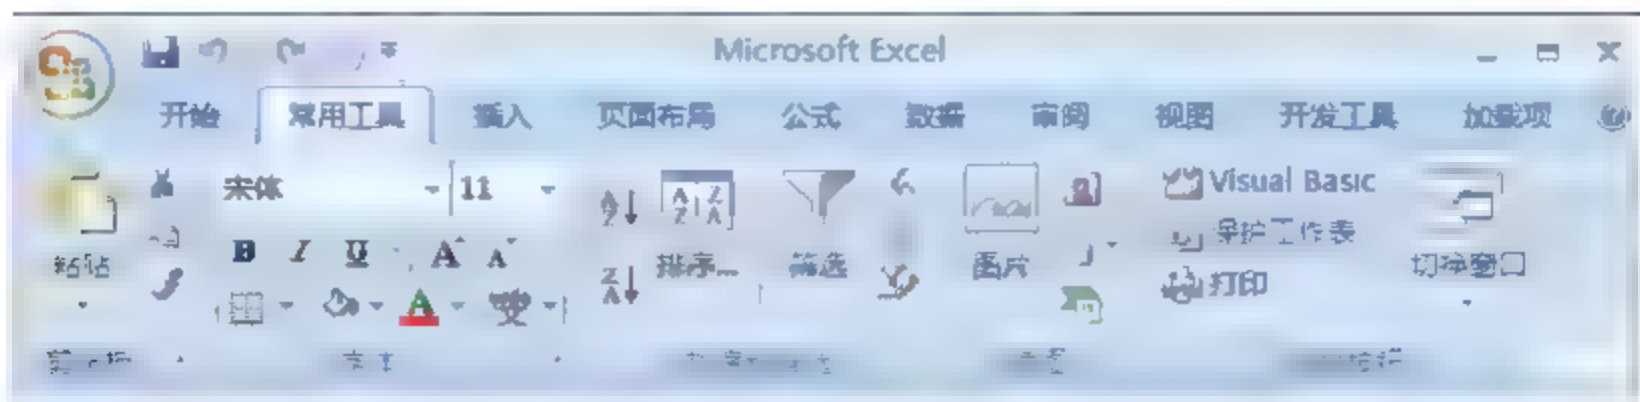 Microsoft Excel
开始 常用工具 插入 页面布局 公式 数据 审阅 视图 开发工具 加载项
宋体 11 Visual Basic
保护工作表
B I U A A
粘贴 排序... 筛选 图片 切换窗口
打印
A